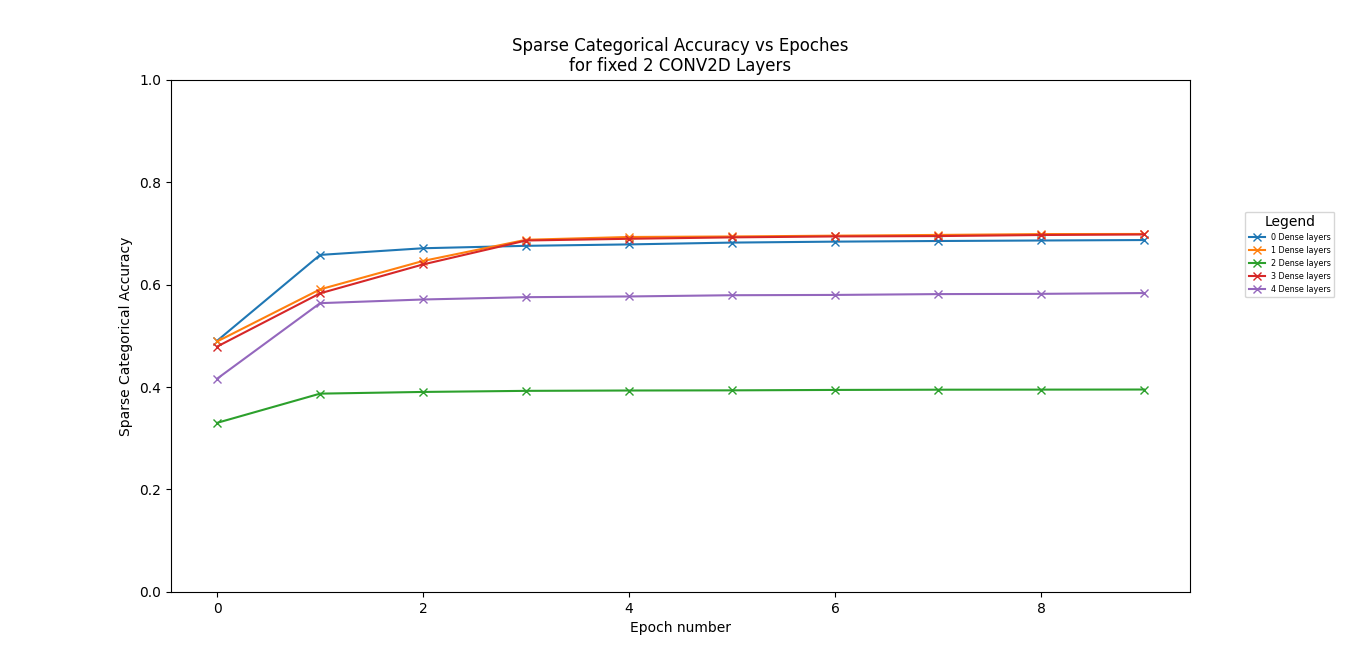 Sparse Categorical Accuracy vs Epoches
for fixed 2 CONV2D Layers
Sparse Categorical Accuracy
1.0
0.8
0.6
0.4
0.2
0.0
0
2
4
6
8
Epoch number
Legend
0 Dense layers
1 Dense layers
2 Dense layers
3 Dense layers
4 Dense layers